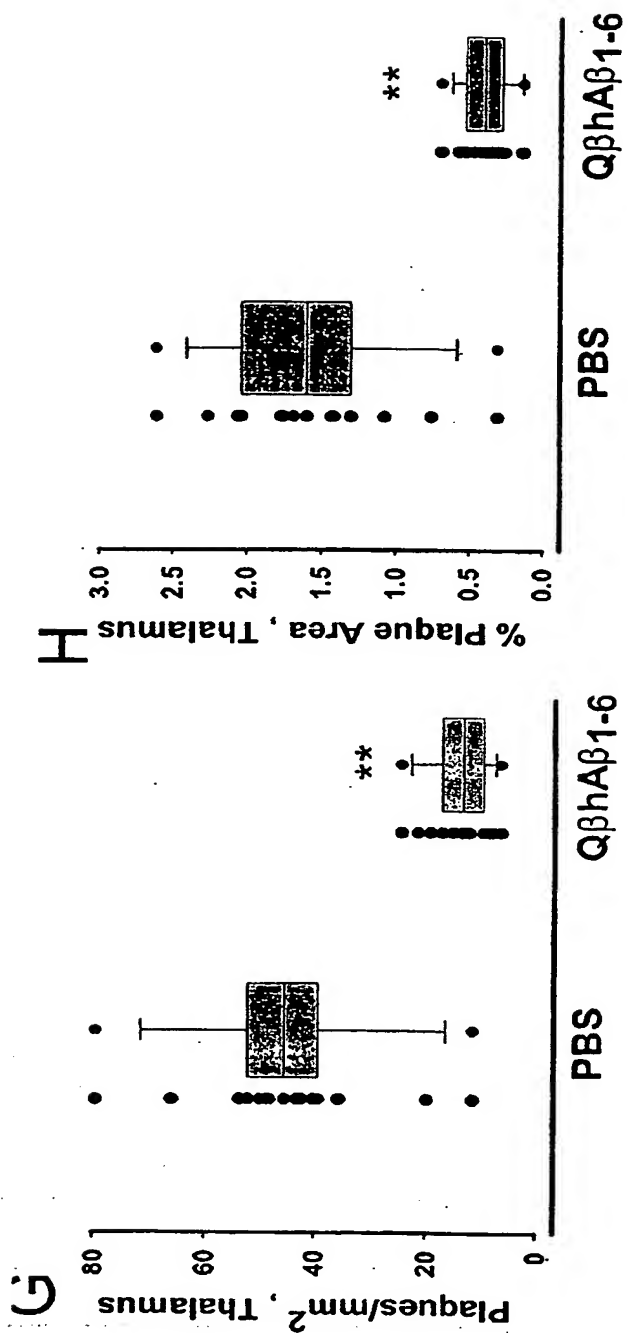 G.
Plaques/mm², Thalamus
80
60
40
20
0
**
PBS
QβhAβ1-6
H
% Plaque Area , Thalamus
3.0
2.5
2.0
1.5
1.0
0.5
0.0
**
PBS
QβhAβ1-6